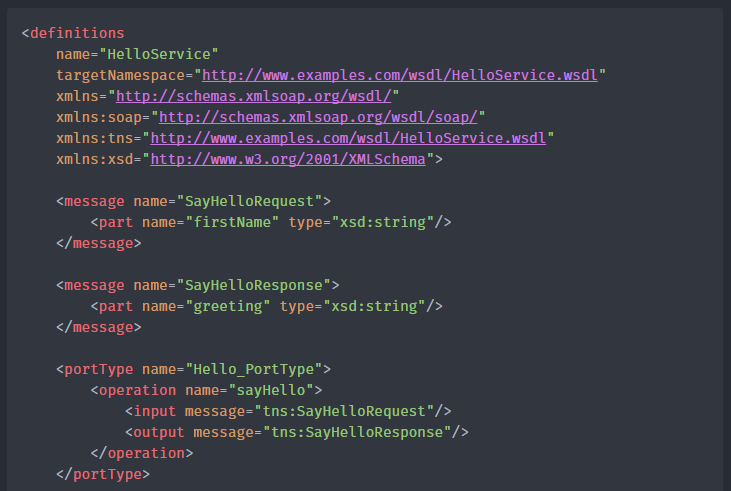 <definitions
name="HelloService"
targetNamespace="http://www.examples.com/wsdl/HelloService.wsdl"
xmlns="http://schemas.xmlsoap.org/wsdl/"
xmlns:soap="http://schemas.xmlsoap.org/wsdl/soap/"
xmlns:tns="http://www.examples.com/wsdl/HelloService.wsdl"
xmlns:xsd="http://www.w3.org/2001/XMLSchema">
<message name="SayHelloRequest">
<part name="firstName" type="xsd:string"/>
</message>
<message name="SayHelloResponse">
<part name="greeting" type="xsd:string"/>
</message>
<portType name="Hello_PortType">
<operation name="sayHello">
<input message="tns:SayHelloRequest"/>
<output message="tns:SayHelloResponse"/>
</operation>
</portType>